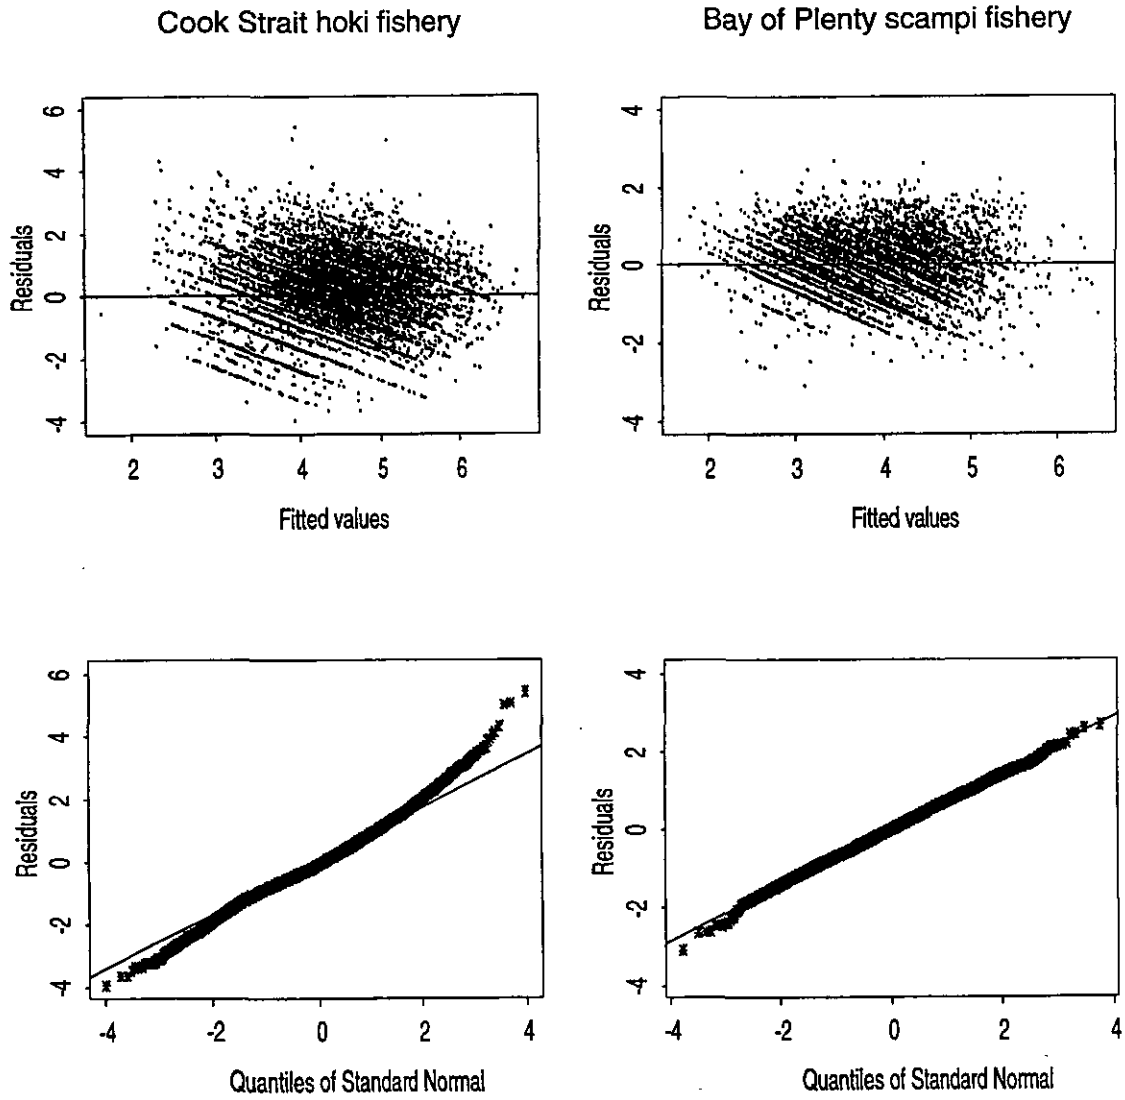 Cook Strait hoki fishery
Bay of Plenty scampi fishery
Residuals
6
4
2
0
-2
-4
2 3 4 5 6
Fitted values
Residuals
4
2
0
-2
-4
2 3 4 5 6
Fitted values
Residuals
6
4
2
0
-2
-4
-4 -2 0 2 4
Quantiles of Standard Normal
Residuals
4
2
0
-2
-4
-4 -2 0 2 4
Quantiles of Standard Normal